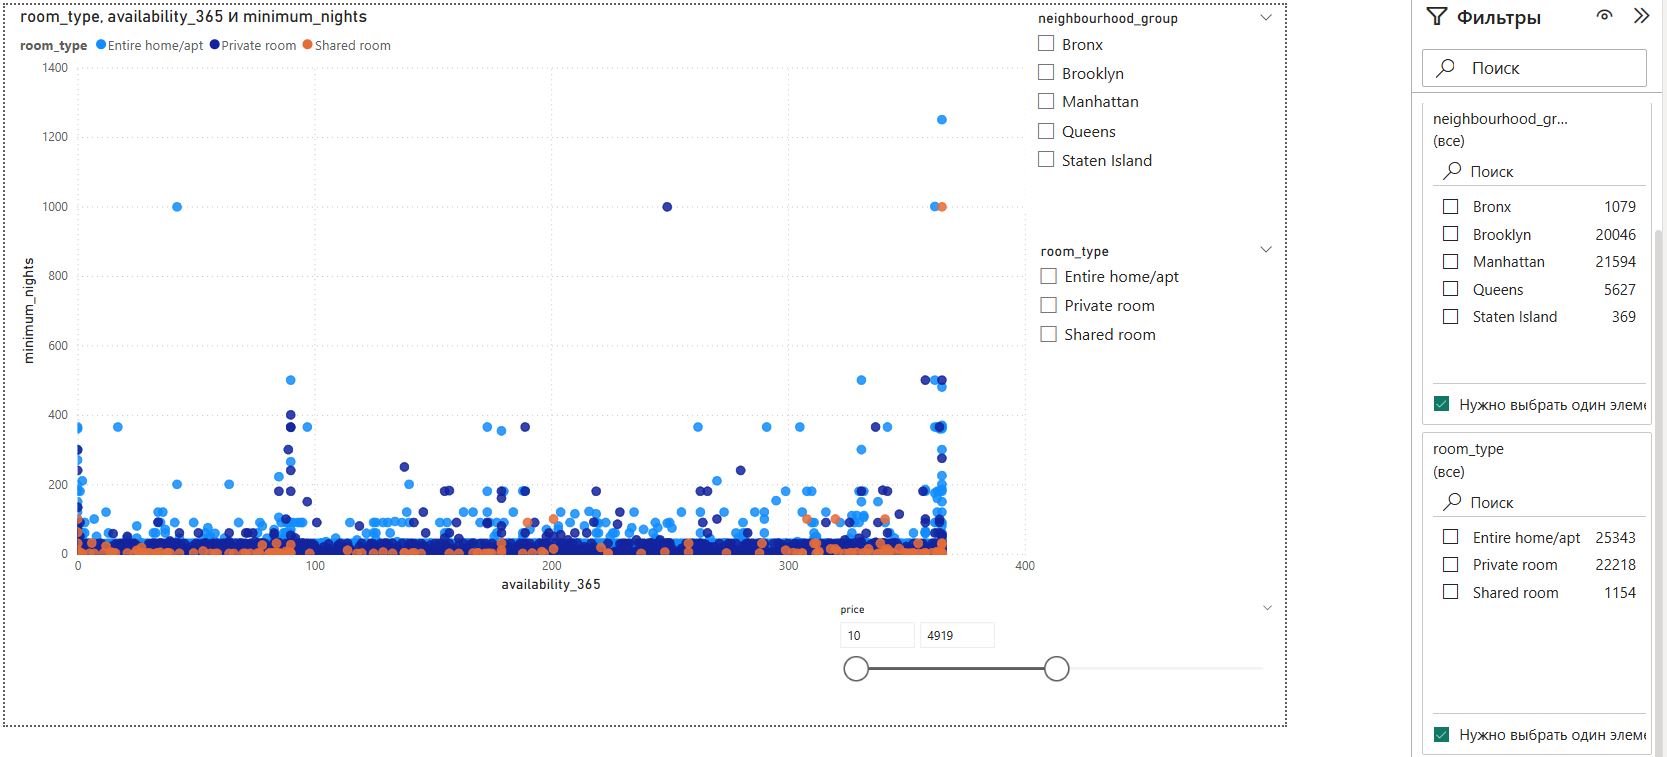 room_type, availability_365 и minimum_nights
room_type Entire home/apt Private room Shared room
1400
1200
1000
800
600
400
200
0
minimum_nights
0 100 200 300 400
availability_365
neighbourhood_group
Bronx
Brooklyn
Manhattan
Queens
Staten Island
room_type
Entire home/apt
Private room
Shared room
price
10 4919
Фильтры
Поиск
neighbourhood_gr...
(все)
Поиск
Bronx 1079
Brooklyn 20046
Manhattan 21594
Queens 5627
Staten Island 369
Нужно выбрать один элеме
room_type
(все)
Поиск
Entire home/apt 25343
Private room 22218
Shared room 1154
Нужно выбрать один элеме